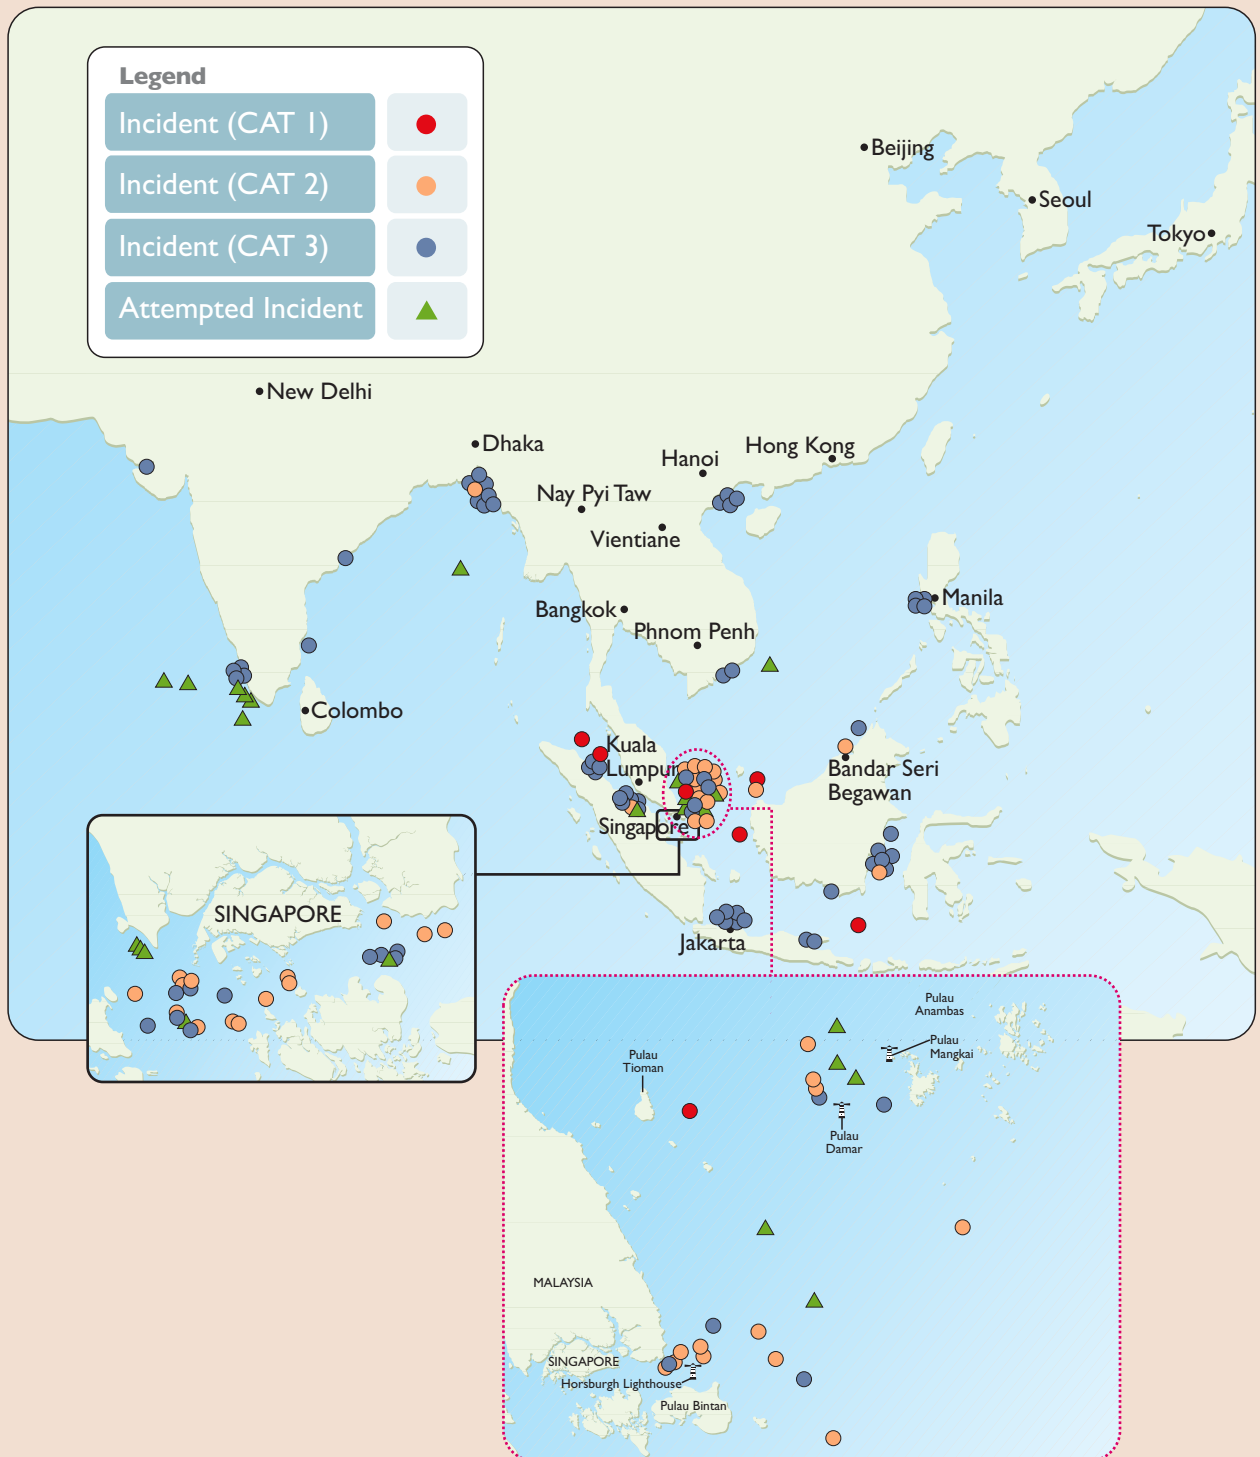 Legend
Incident (CAT 1)
Incident (CAT 2)
Incident (CAT 3)
Attempted Incident
Beijing
Seoul
Tokyo
New Delhi
Dhaka
Hanoi
Hong Kong
Nay Pyi Taw
Vientiane
Bangkok
Manila
Phnom Penh
Colombo
Kuala
Lumpur
Bandar Seri
Begawan
Singapore
Jakarta
SINGAPORE
Pulau
Anambas
Pulau
Mangkai
Pulau
Tioman
Pulau
Damar
MALAYSIA
SINGAPORE
Horsburgh Lighthouse
Pulau Bintan